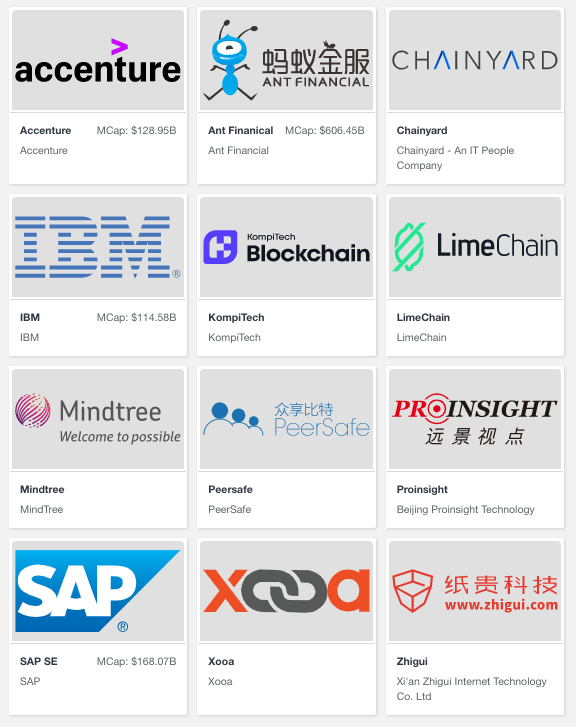 accenture
Accenture MCap: $128.95B
Accenture
蚂蚁金服
ANT FINANCIAL
Ant Finanical MCap: $606.45B
Ant Financial
CHAINYARD
Chainyard
Chainyard - An IT People
Company
IBM®
IBM MCap: $114.58B
IBM
KompiTech
Blockchain
KompiTech
KompiTech
LimeChain
LimeChain
LimeChain
Mindtree
Welcome to possible
Mindtree
MindTree
众享比特
PeerSafe
Peersafe
PeerSafe
PROINSIGHT
远景视点
Proinsight
Beijing Proinsight Technology
SAP®
SAP SE MCap: $168.07B
SAP
xooa
Xooa
Xooa
纸贵科技
www.zhigui.com
Zhigui
Xi'an Zhigui Internet Technology
Co. Ltd